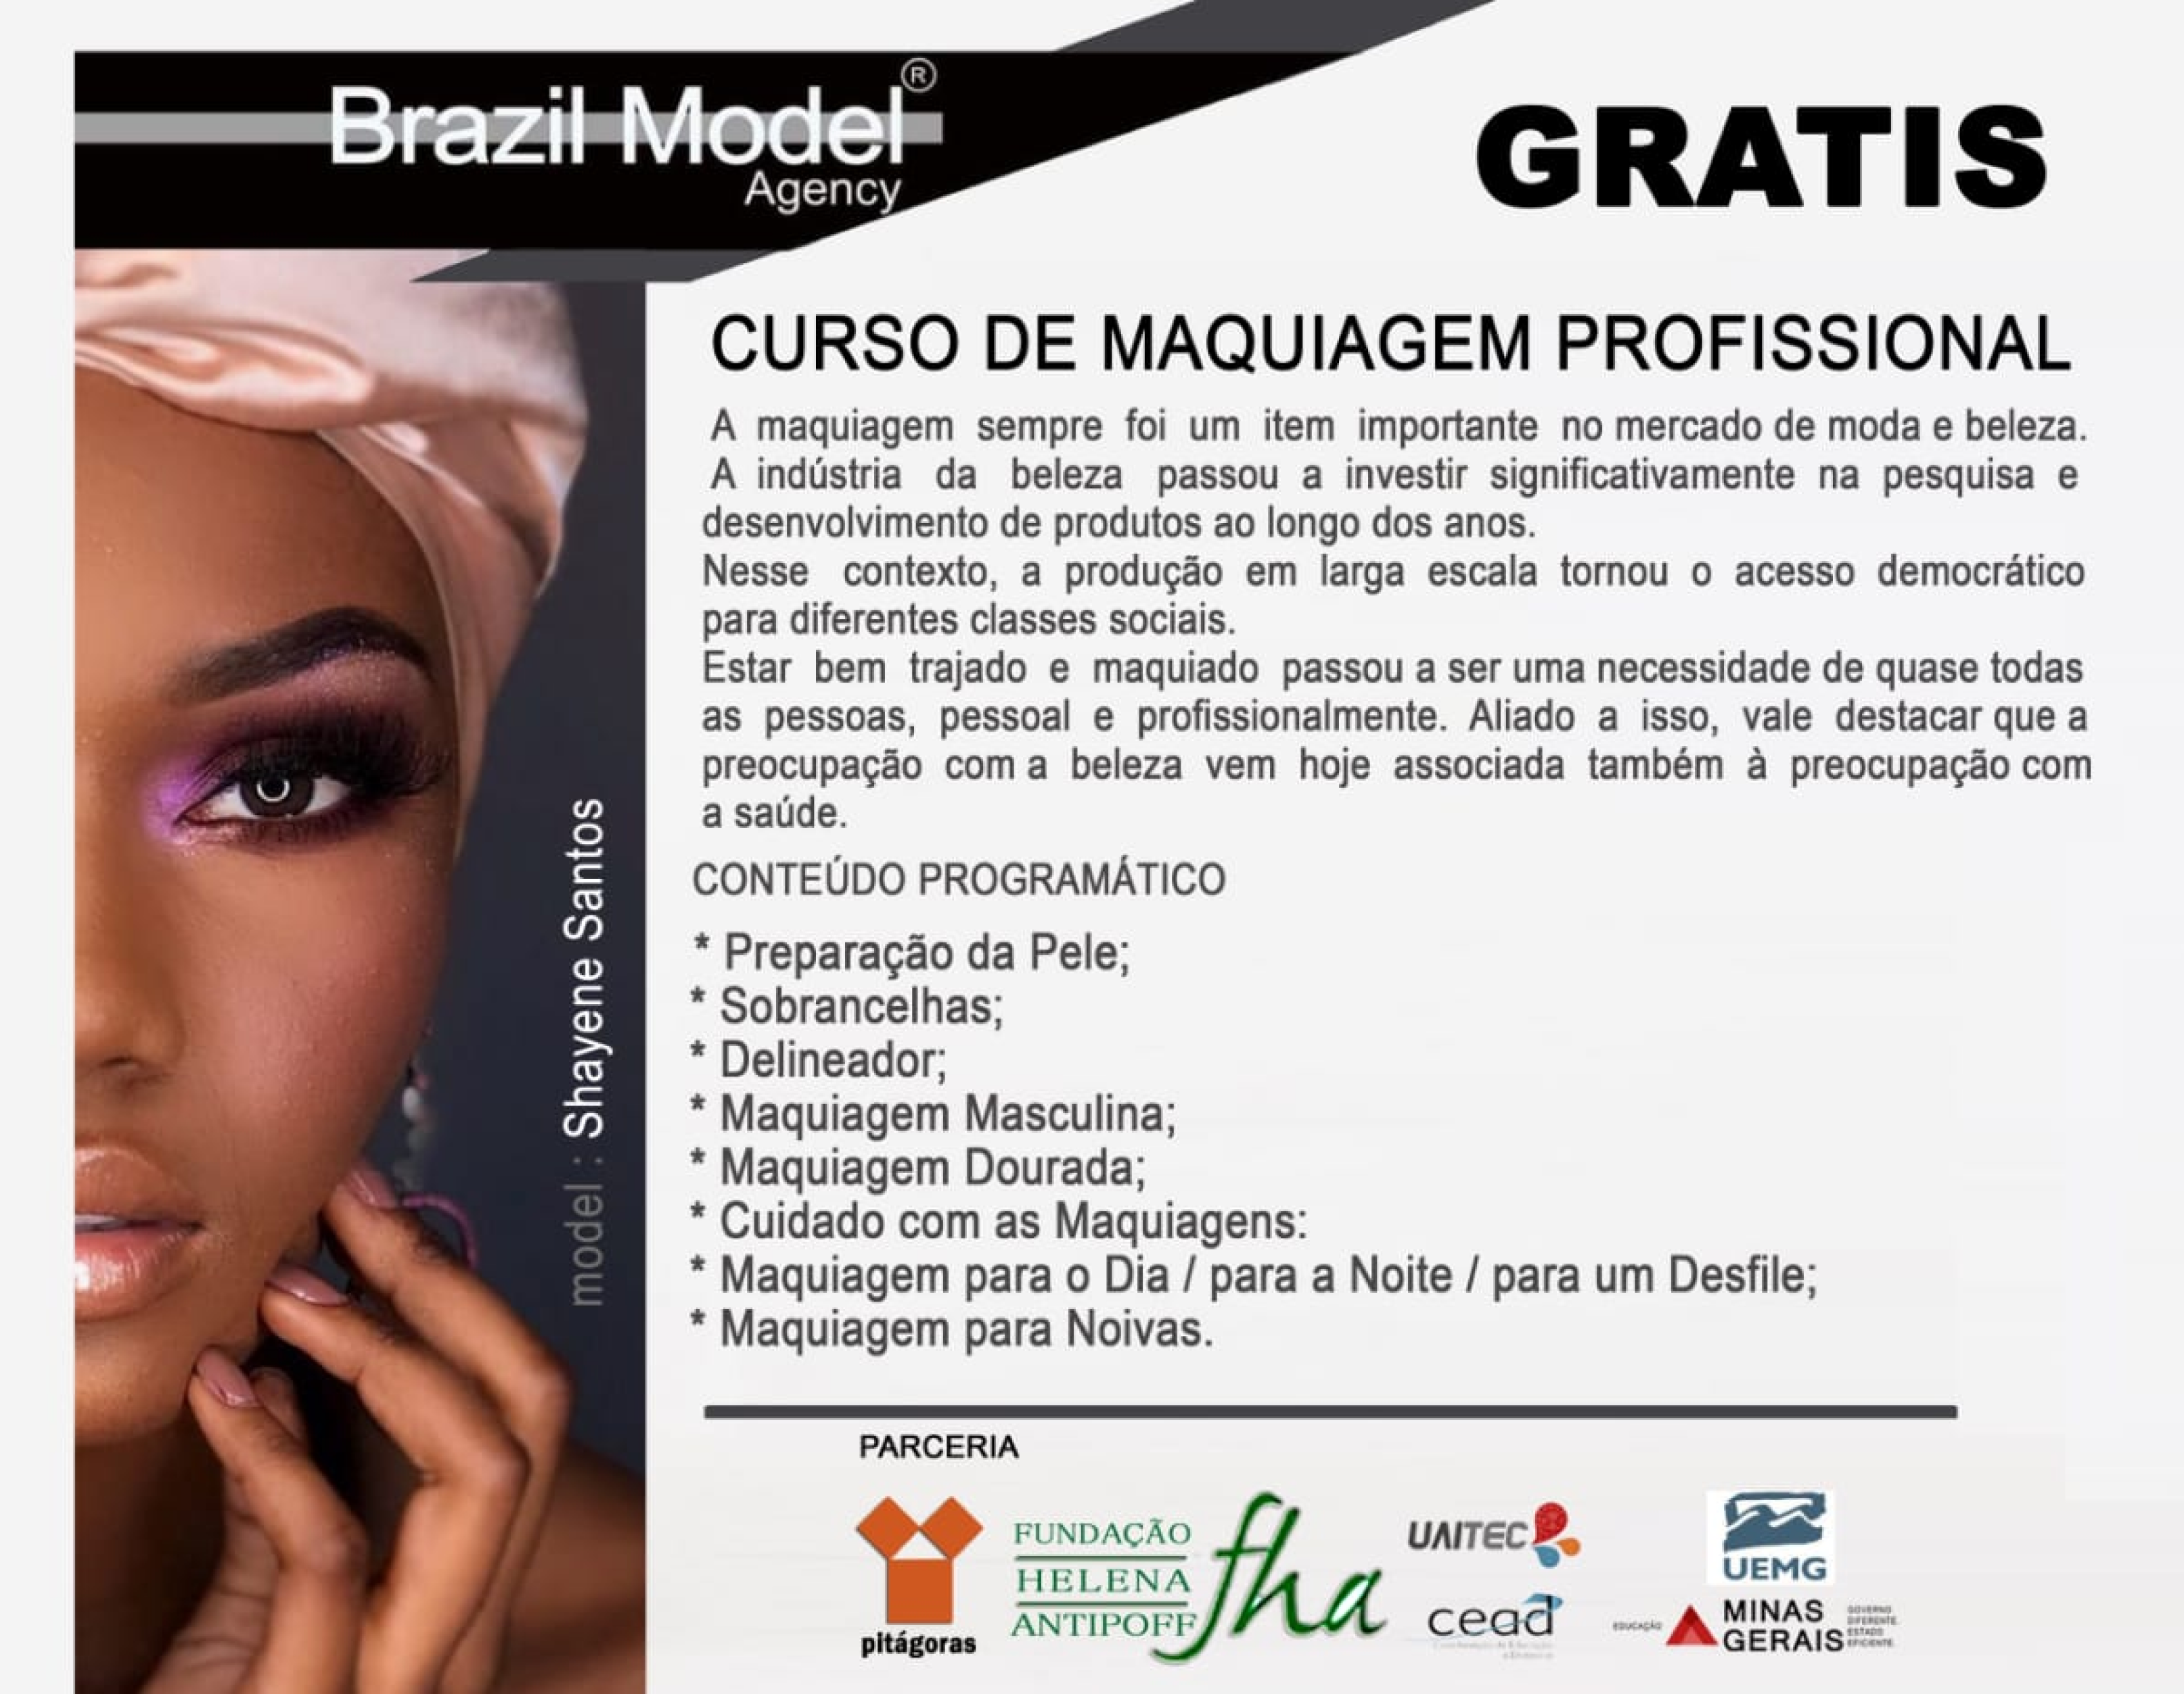 Brazil Model®
Agency
GRATIS
CURSO DE MAQUIAGEM PROFISSIONAL
A maquiagem sempre foi um item importante no mercado de moda e beleza.
A indústria da beleza passou a investir significativamente na pesquisa e
desenvolvimento de produtos ao longo dos anos.
Nesse contexto, a produção em larga escala tornou o acesso democrático
para diferentes classes sociais.
Estar bem trajado e maquiado passou a ser uma necessidade de quase todas
as pessoas, pessoal e profissionalmente. Aliado a isso, vale destacar que a
preocupação com a beleza vem hoje associada também à preocupação com
a saúde.
CONTEÚDO PROGRAMÁTICO
* Preparação da Pele;
* Sobrancelhas;
* Delineador;
* Maquiagem Masculina;
* Maquiagem Dourada;
* Cuidado com as Maquiagens:
* Maquiagem para o Dia / para a Noite / para um Desfile;
* Maquiagem para Noivas.
model : Shayene Santos
PARCERIA
pitágoras
FUNDAÇÃO
HELENA
ANTIPOFF
fha
UAITEC
cead
UEMG
EDUCAÇÃO
MINAS
GERAIS
GOVERNO
DIFERENTE.
ESTADO
EFICIENTE.